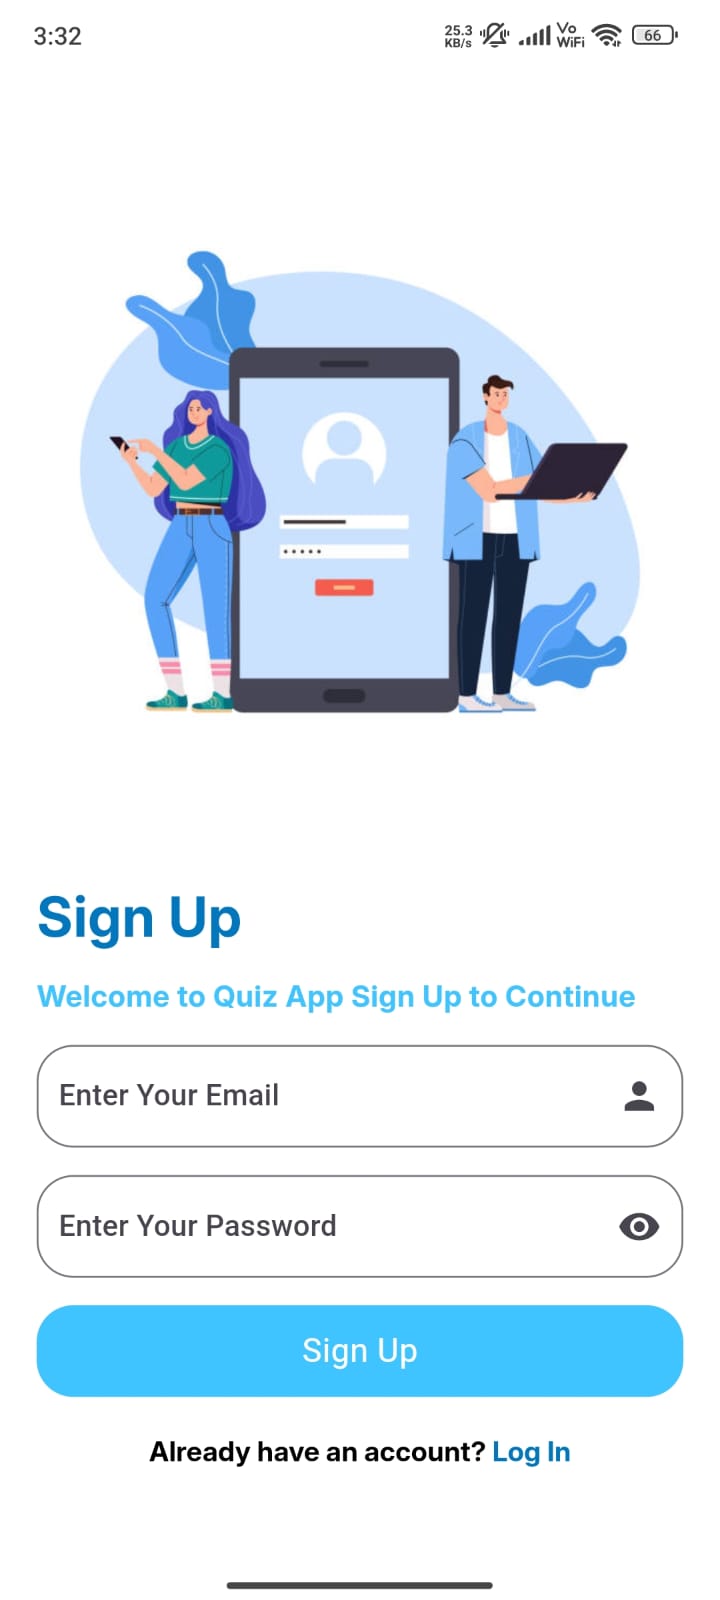 3:32
25.3
KB/s
Vo
WiFi
66
Sign Up
Welcome to Quiz App Sign Up to Continue
Enter Your Email
Enter Your Password
Sign Up
Already have an account? Log In